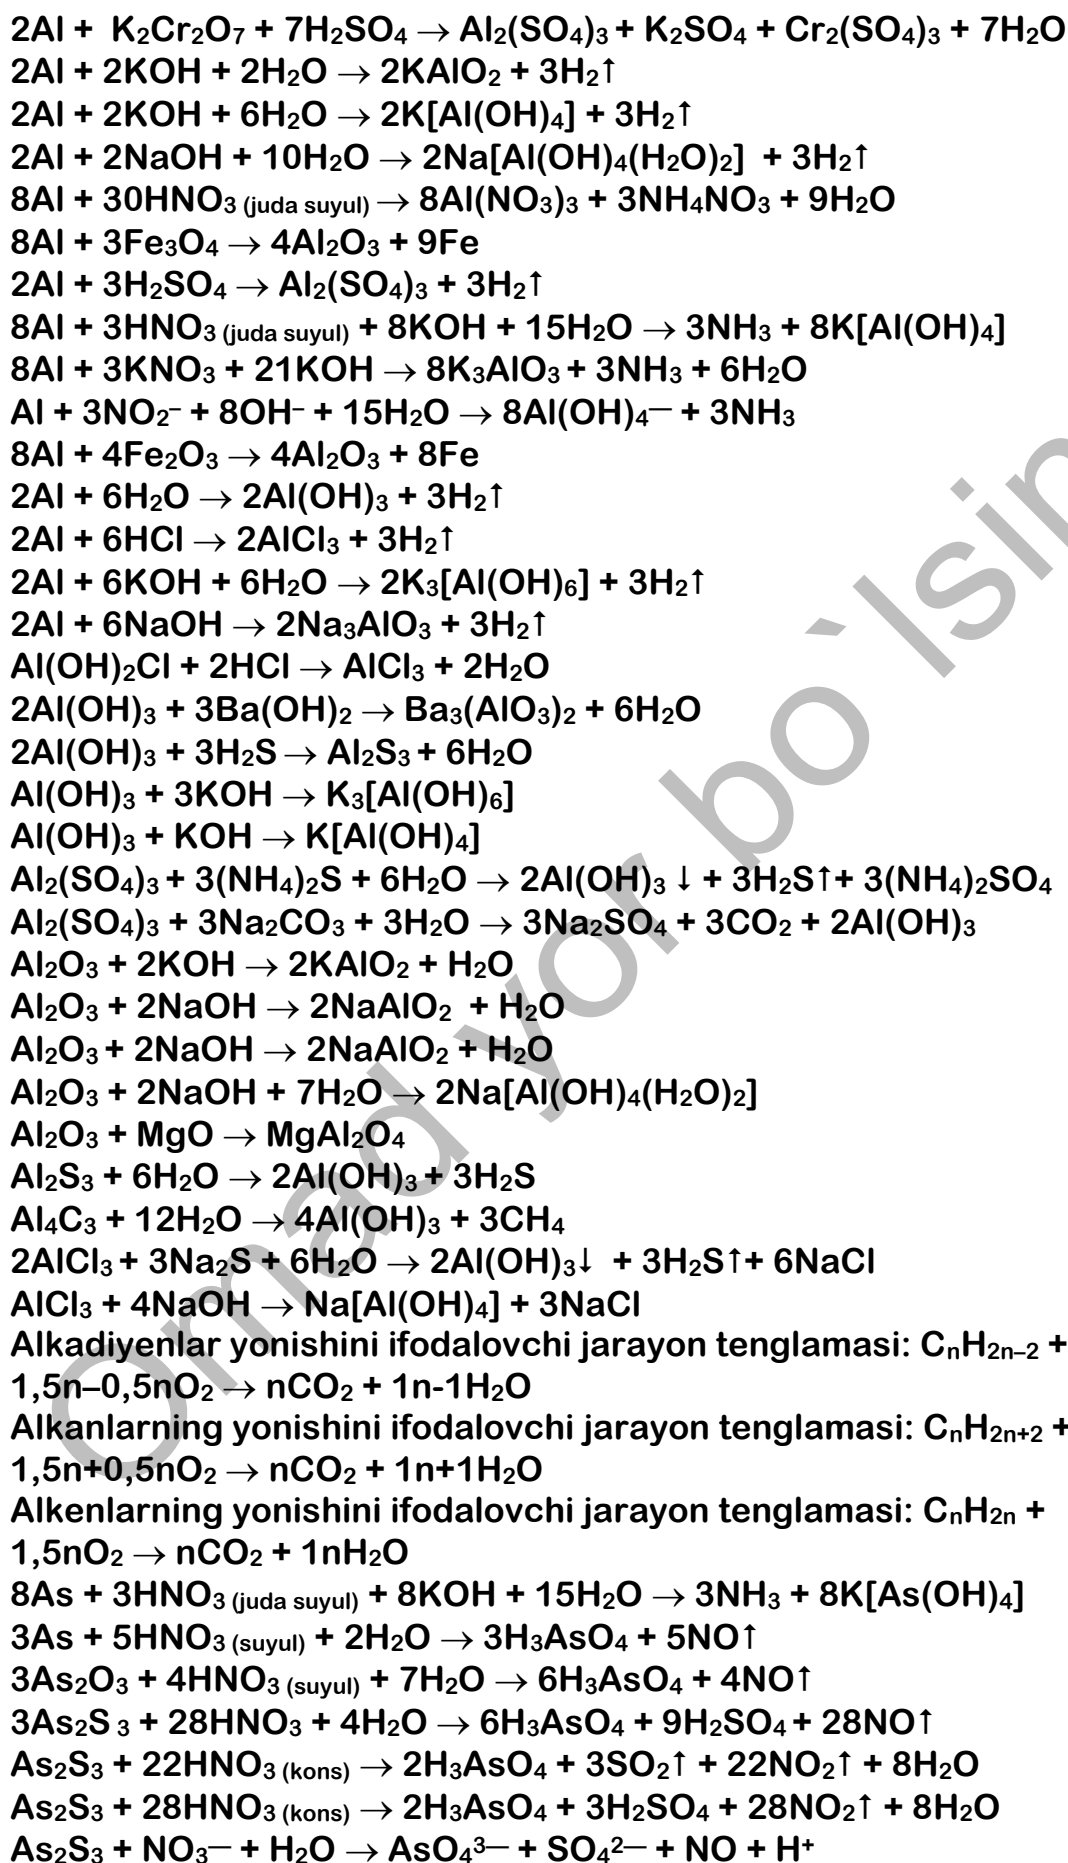 2Al + K₂Cr₂O₇ + 7H₂SO₄ → Al₂(SO₄)₃ + K₂SO₄ + Cr₂(SO₄)₃ + 7H₂O
2Al + 2KOH + 2H₂O → 2KAlO₂ + 3H₂↑
2Al + 2KOH + 6H₂O → 2K[Al(OH)₄] + 3H₂↑
2Al + 2NaOH + 10H₂O → 2Na[Al(OH)₄(H₂O)₂] + 3H₂↑
8Al + 30HNO₃ (juda suyul) → 8Al(NO₃)₃ + 3NH₄NO₃ + 9H₂O
8Al + 3Fe₃O₄ → 4Al₂O₃ + 9Fe
2Al + 3H₂SO₄ → Al₂(SO₄)₃ + 3H₂↑
8Al + 3HNO₃ (juda suyul) + 8KOH + 15H₂O → 3NH₃ + 8K[Al(OH)₄]
8Al + 3KNO₃ + 21KOH → 8K₃AlO₃ + 3NH₃ + 6H₂O
Al + 3NO₂⁻ + 8OH⁻ + 15H₂O → 8Al(OH)₄— + 3NH₃
8Al + 4Fe₂O₃ → 4Al₂O₃ + 8Fe
2Al + 6H₂O → 2Al(OH)₃ + 3H₂↑
2Al + 6HCl → 2AlCl₃ + 3H₂↑
2Al + 6KOH + 6H₂O → 2K₃[Al(OH)₆] + 3H₂↑
2Al + 6NaOH → 2Na₃AlO₃ + 3H₂↑
Al(OH)₂Cl + 2HCl → AlCl₃ + 2H₂O
2Al(OH)₃ + 3Ba(OH)₂ → Ba₃(AlO₃)₂ + 6H₂O
2Al(OH)₃ + 3H₂S → Al₂S₃ + 6H₂O
Al(OH)₃ + 3KOH → K₃[Al(OH)₆]
Al(OH)₃ + KOH → K[Al(OH)₄]
Al₂(SO₄)₃ + 3(NH₄)₂S + 6H₂O → 2Al(OH)₃ ↓ + 3H₂S↑+ 3(NH₄)₂SO₄
Al₂(SO₄)₃ + 3Na₂CO₃ + 3H₂O → 3Na₂SO₄ + 3CO₂ + 2Al(OH)₃
Al₂O₃ + 2KOH → 2KAlO₂ + H₂O
Al₂O₃ + 2NaOH → 2NaAlO₂ + H₂O
Al₂O₃ + 2NaOH → 2NaAlO₂ + H₂O
Al₂O₃ + 2NaOH + 7H₂O → 2Na[Al(OH)₄(H₂O)₂]
Al₂O₃ + MgO → MgAl₂O₄
Al₂S₃ + 6H₂O → 2Al(OH)₃ + 3H₂S
Al₄C₃ + 12H₂O → 4Al(OH)₃ + 3CH₄
2AlCl₃ + 3Na₂S + 6H₂O → 2Al(OH)₃↓ + 3H₂S↑+ 6NaCl
AlCl₃ + 4NaOH → Na[Al(OH)₄] + 3NaCl
Alkadiyenlar yonishini ifodalovchi jarayon tenglamasi: CₙH₂ₙ₋₂ +
1,5n–0,5nO₂ → nCO₂ + 1n-1H₂O
Alkanlarning yonishini ifodalovchi jarayon tenglamasi: CₙH₂ₙ₊₂ +
1,5n+0,5nO₂ → nCO₂ + 1n+1H₂O
Alkenlarning yonishini ifodalovchi jarayon tenglamasi: CₙH₂ₙ +
1,5nO₂ → nCO₂ + 1nH₂O
8As + 3HNO₃ (juda suyul) + 8KOH + 15H₂O → 3NH₃ + 8K[As(OH)₄]
3As + 5HNO₃ (suyul) + 2H₂O → 3H₃AsO₄ + 5NO↑
3As₂O₃ + 4HNO₃ (suyul) + 7H₂O → 6H₃AsO₄ + 4NO↑
3As₂S ₃ + 28HNO₃ + 4H₂O → 6H₃AsO₄ + 9H₂SO₄ + 28NO↑
As₂S₃ + 22HNO₃ (kons) → 2H₃AsO₄ + 3SO₂↑ + 22NO₂↑ + 8H₂O
As₂S₃ + 28HNO₃ (kons) → 2H₃AsO₄ + 3H₂SO₄ + 28NO₂↑ + 8H₂O
As₂S₃ + NO₃— + H₂O → AsO₄³— + SO₄²— + NO + H⁺
Omad yor bo`lsin